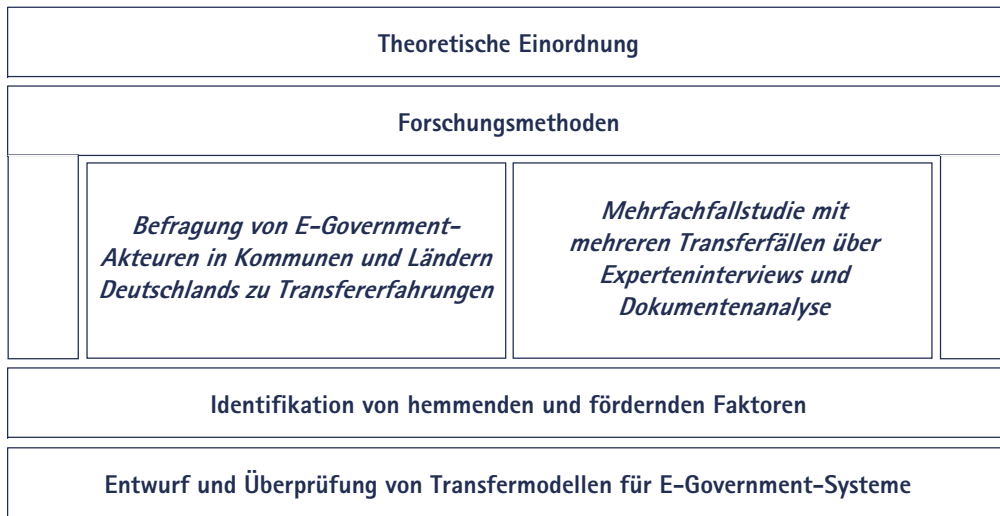 Theoretische Einordnung
Forschungsmethoden
Befragung von E-Government-
Akteuren in Kommunen und Ländern
Deutschlands zu Transfererfahrungen
Mehrfachfallstudie mit
mehreren Transferfällen über
Experteninterviews und
Dokumentenanalyse
Identifikation von hemmenden und fördernden Faktoren
Entwurf und Überprüfung von Transfermodellen für E-Government-Systeme